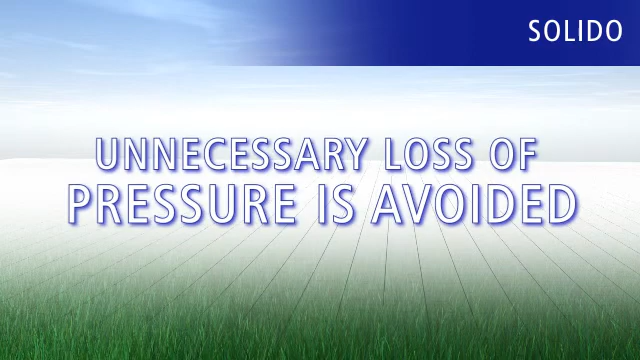 SOLIDO
UNNECESSARY LOSS OF
PRESSURE IS AVOIDED